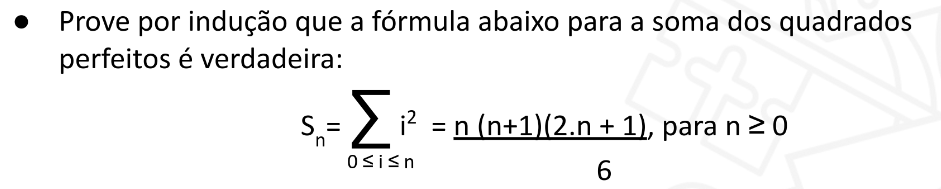 ● Prove por indução que a fórmula abaixo para a soma dos quadrados
perfeitos é verdadeira:
Sₙ= ∑ i² = n (n+1)(2.n + 1), para n ≥ 0
0 ≤ i ≤ n
6